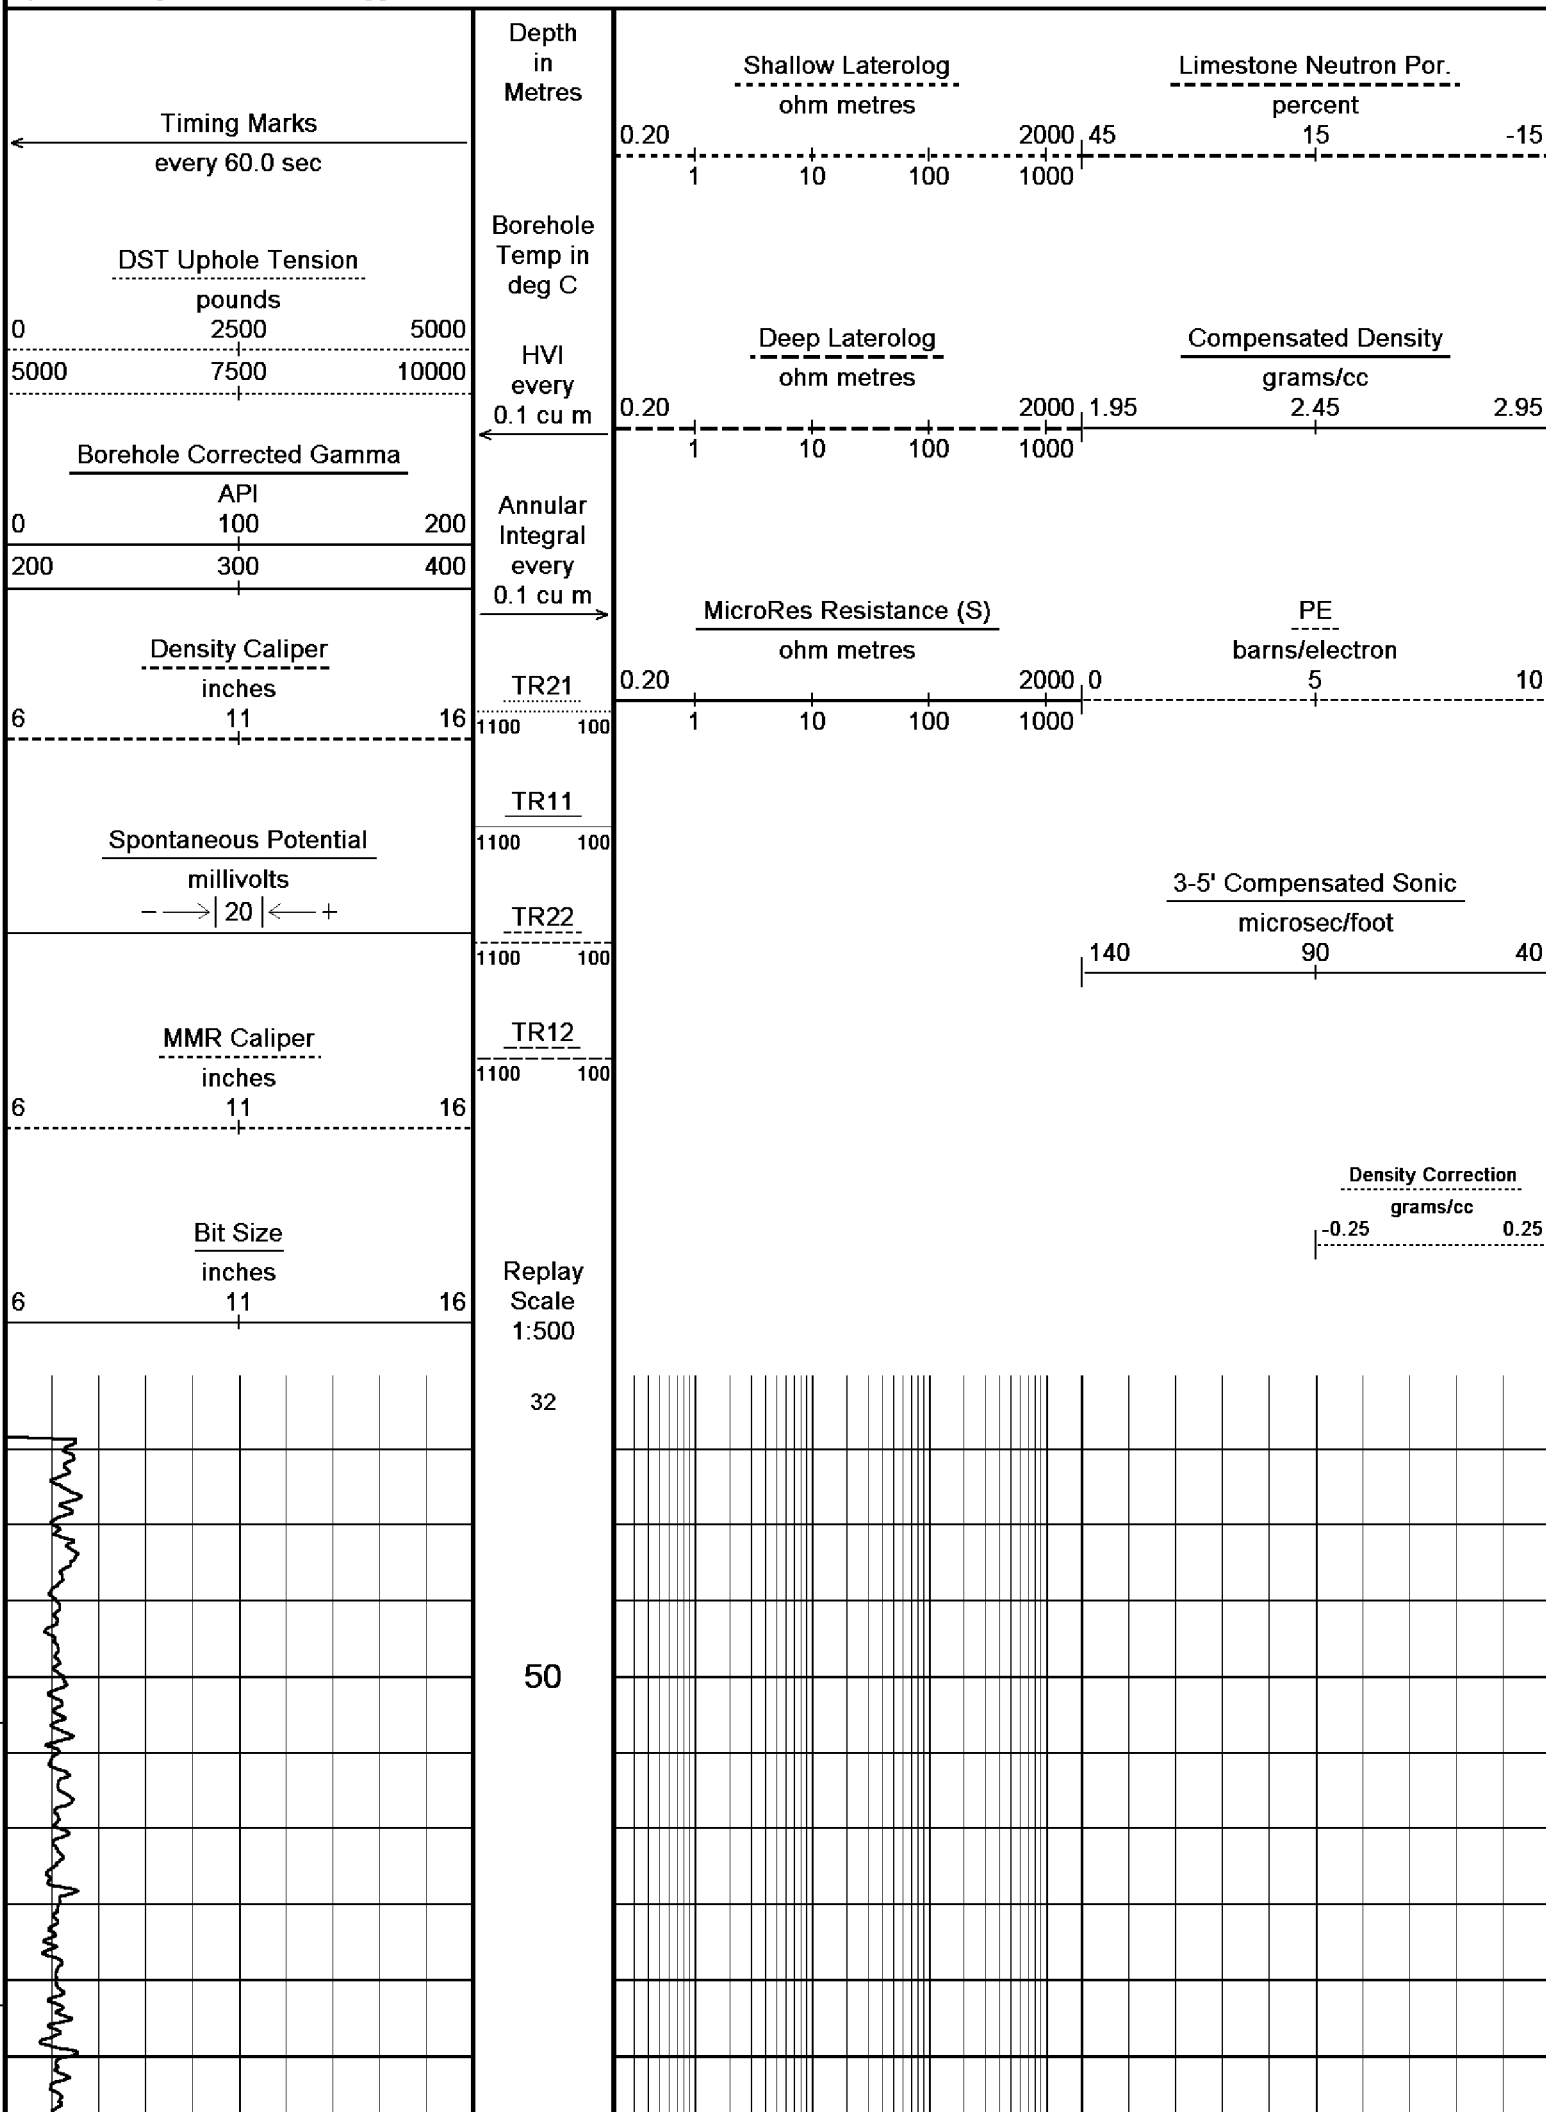 Timing Marks
every 60.0 sec
DST Uphole Tension
pounds
0 2500 5000
5000 7500 10000
Borehole Corrected Gamma
API
0 100 200
200 300 400
Density Caliper
inches
6 11 16
Spontaneous Potential
millivolts
− 20 +
MMR Caliper
inches
6 11 16
Bit Size
inches
6 11 16
Depth
in
Metres
Borehole
Temp in
deg C
HVI
every
0.1 cu m
Annular
Integral
every
0.1 cu m
TR21
1100 100
TR11
1100 100
TR22
1100 100
TR12
1100 100
Replay
Scale
1:500
32
50
Shallow Laterolog
ohm metres
0.20 2000
1 10 100 1000
Deep Laterolog
ohm metres
0.20 2000
1 10 100 1000
MicroRes Resistance (S)
ohm metres
0.20 2000
1 10 100 1000
Limestone Neutron Por.
percent
45 15 -15
Compensated Density
grams/cc
1.95 2.45 2.95
PE
barns/electron
0 5 10
3-5' Compensated Sonic
microsec/foot
140 90 40
Density Correction
grams/cc
-0.25 0.25